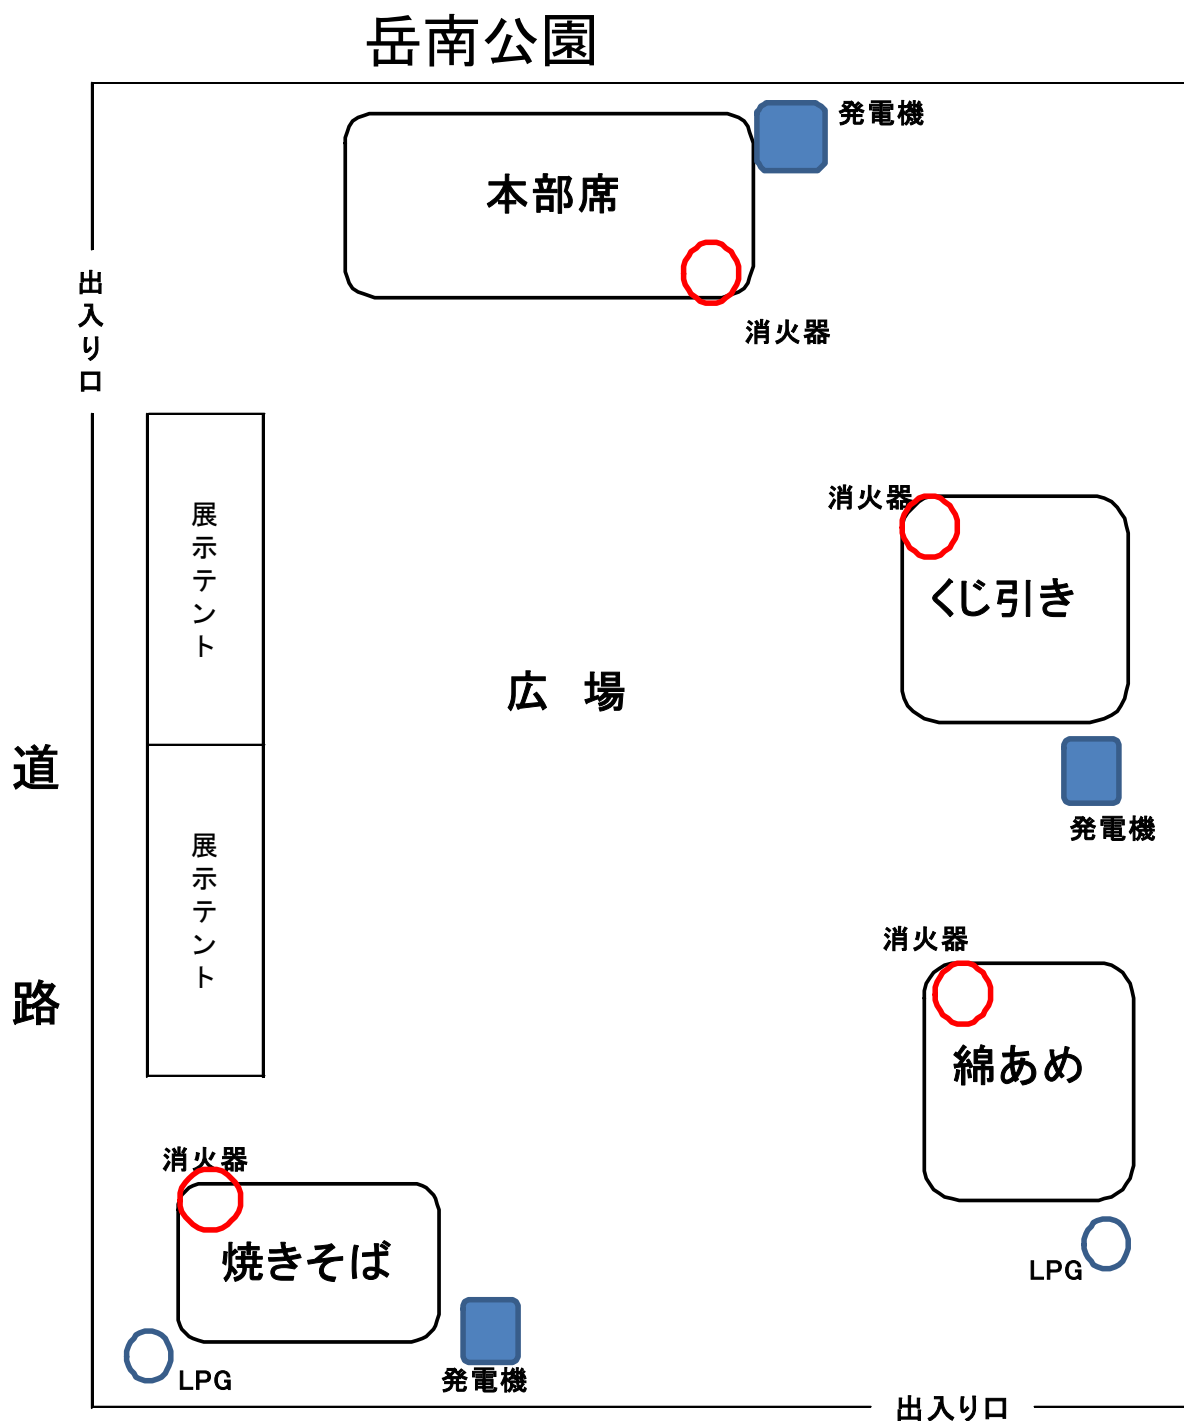 岳南公園
発電機
本部席
消火器
出入り口
展示テント
消火器
くじ引き
広　場
発電機
展示テント
道　路
消火器
綿あめ
LPG
消火器
焼きそば
LPG
発電機
出入り口